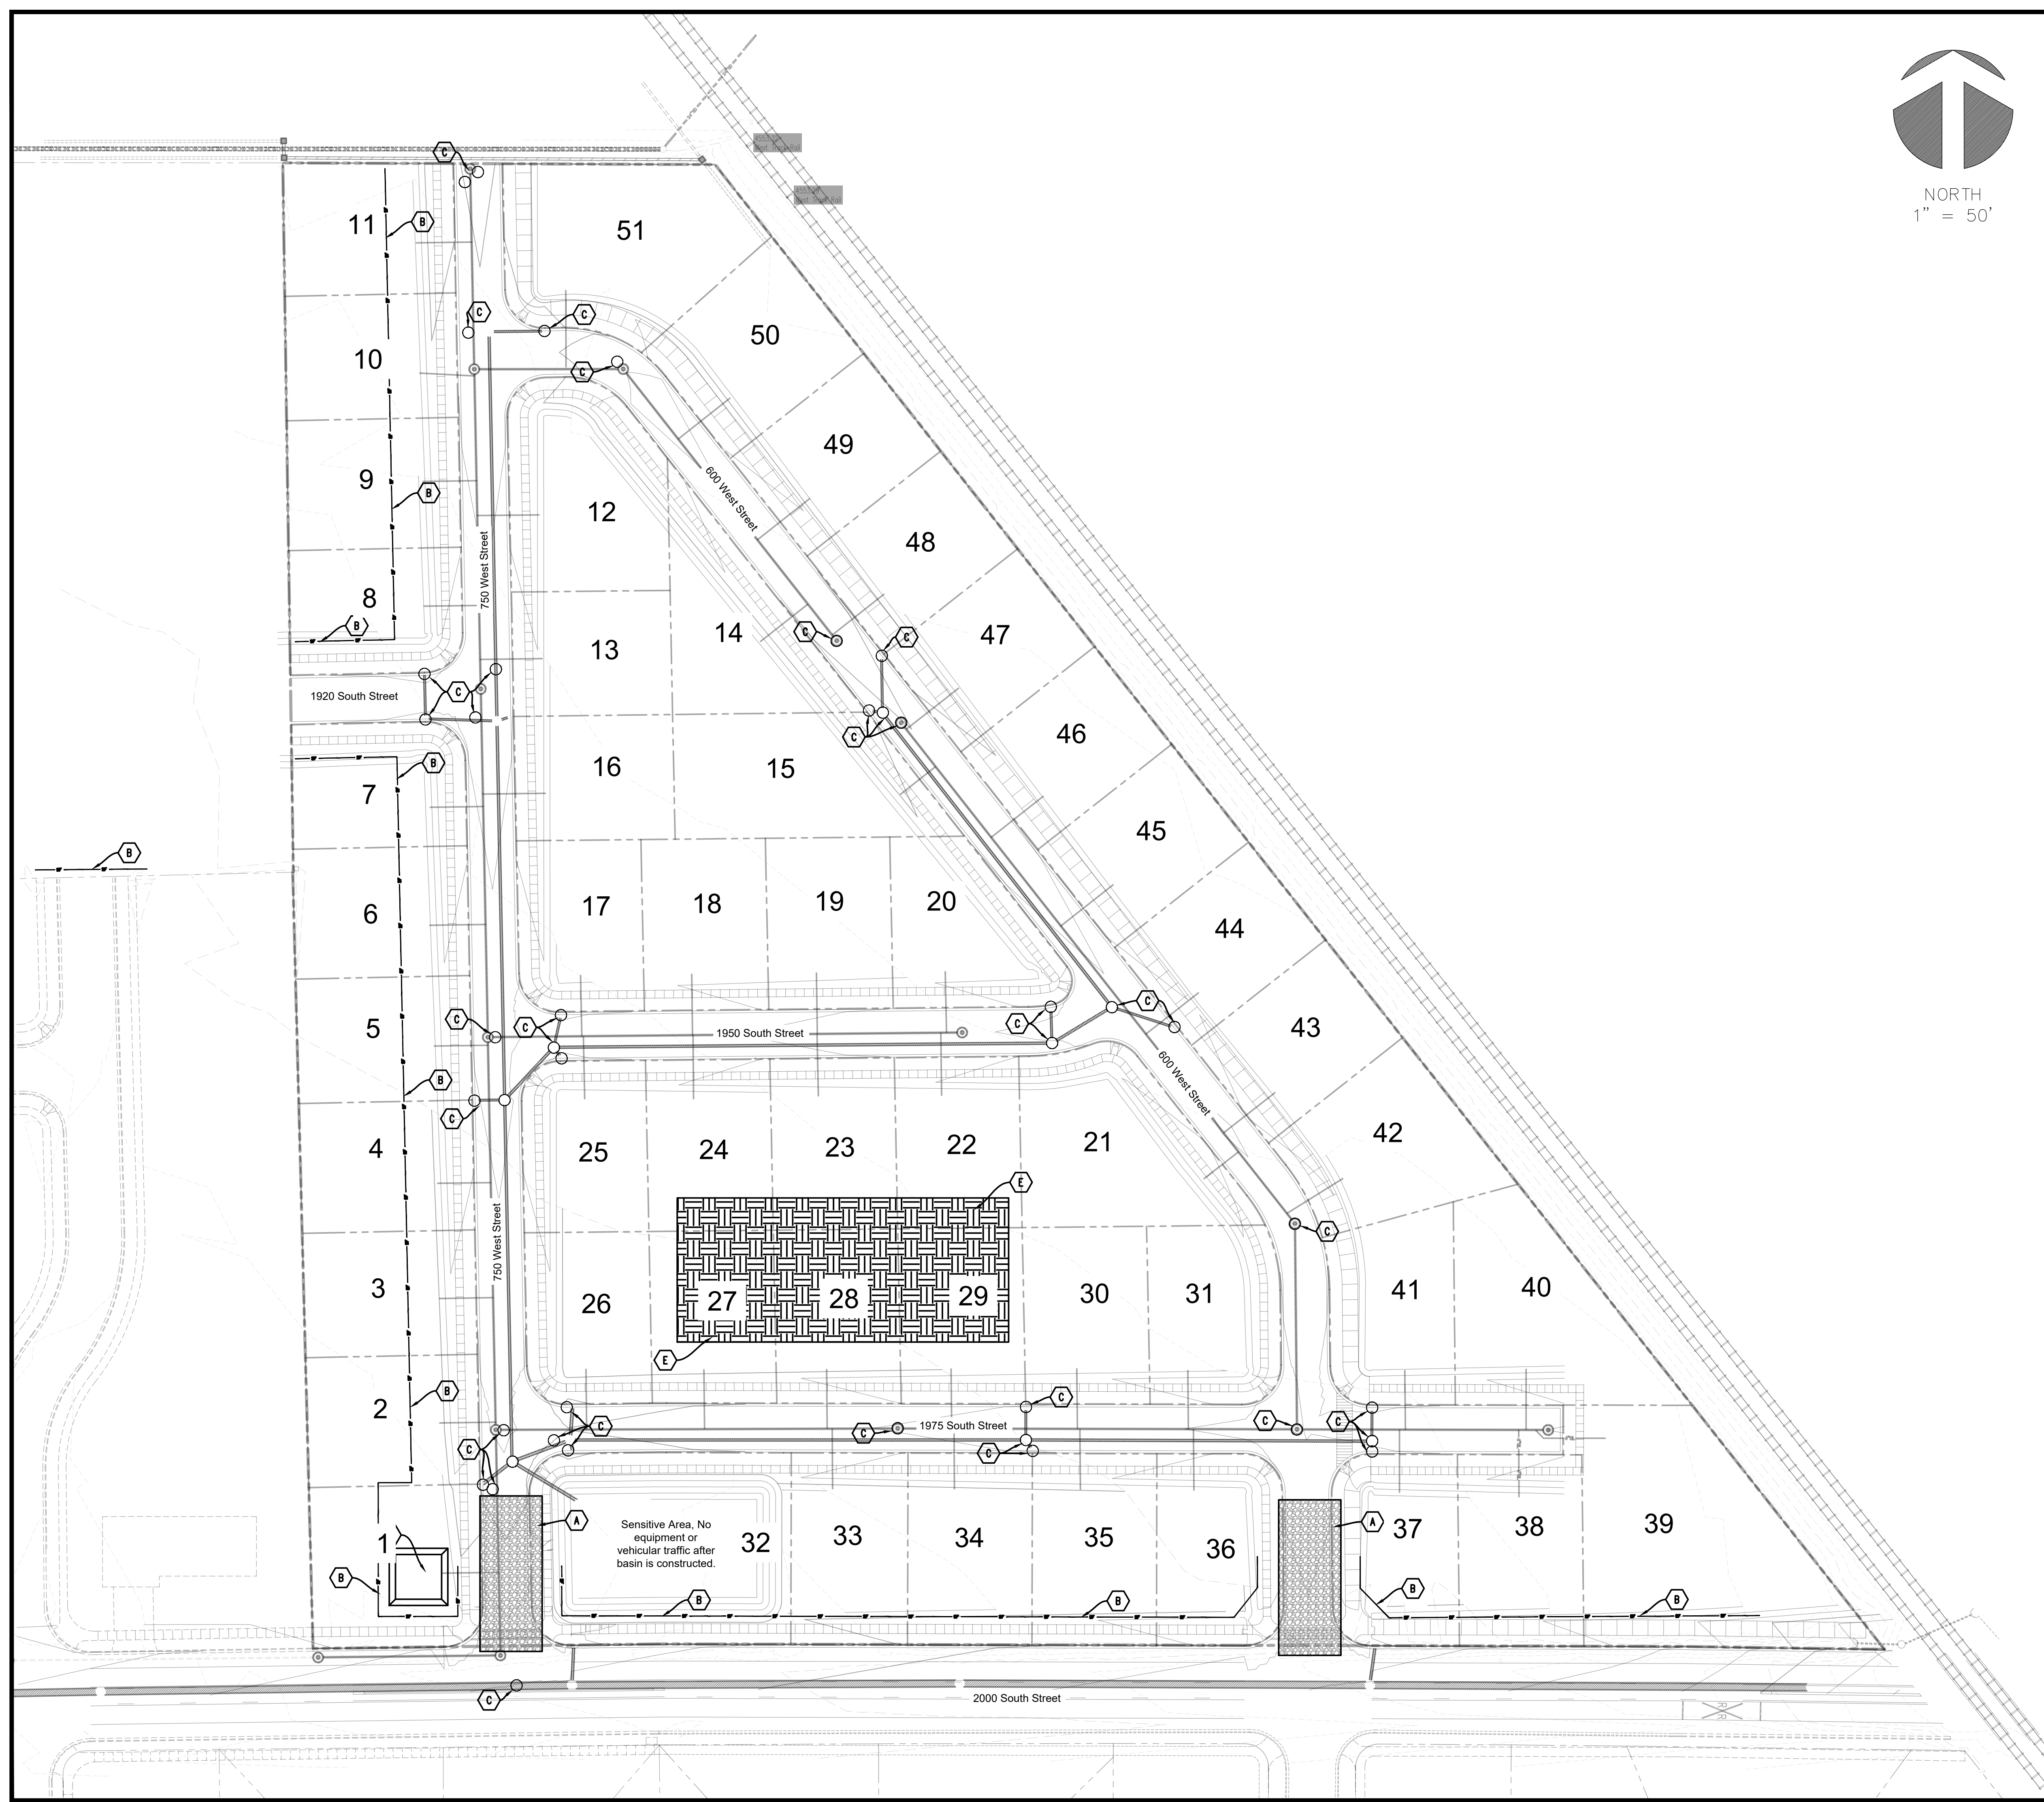 NORTH
1" = 50'
C
11
B
51
C
C
50
10
C
49
9
B
600 West Street
12
48
750 West Street
8
B
14
C
C
47
13
1920 South Street
C
C
46
7
B
16
15
45
B
6
17
18
19
20
44
5
C
C
1950 South Street
C
C
43
B
C
600 West Street
4
25
24
23
22
21
42
E
C
750 West Street
3
26
27
28
29
30
31
41
40
E
2
B
C
C
C
C
1975 South Street
C
C
C
C
1
A
Sensitive Area, No
equipment or
vehicular traffic after
basin is constructed.
32
33
34
35
36
A
37
38
39
B
B
B
B
B
C
2000 South Street